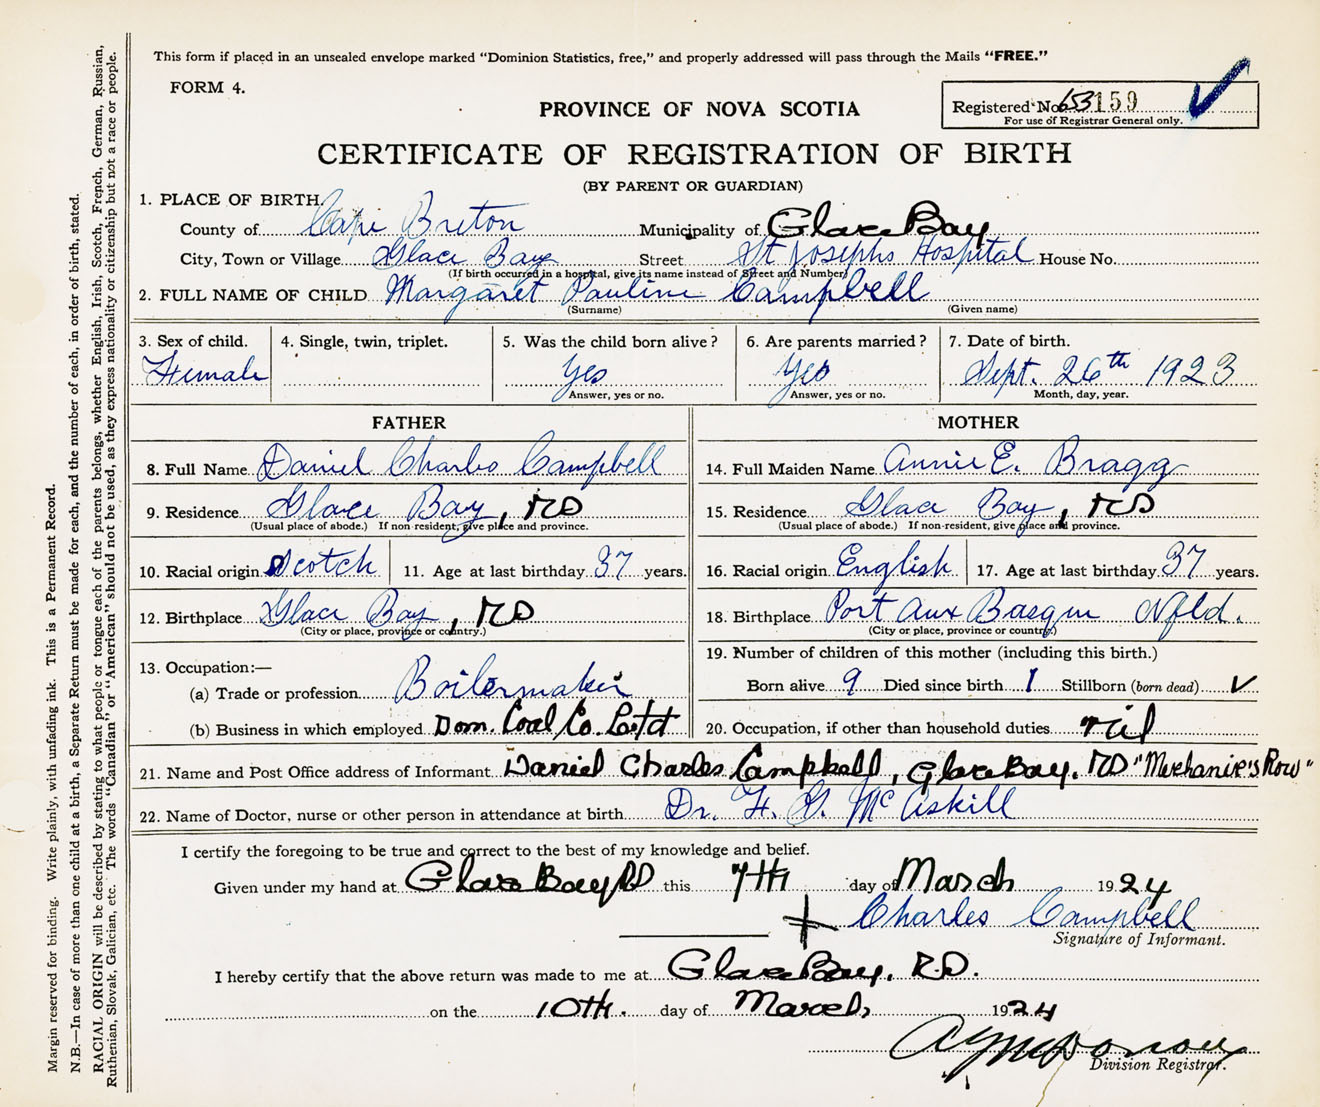 This form if placed in an unsealed envelope marked "Dominion Statistics, free," and properly addressed will pass through the Mails "FREE."
FORM 4.
PROVINCE OF NOVA SCOTIA
Registered No. 653159
For use of Registrar General only.
CERTIFICATE OF REGISTRATION OF BIRTH
(BY PARENT OR GUARDIAN)
1. PLACE OF BIRTH.
County of Cape Breton Municipality of Glace Bay
City, Town or Village Glace Bay Street St Josephs Hospital House No.
(If birth occurred in a hospital, give its name instead of Street and Number)
2. FULL NAME OF CHILD Margaret Pauline Campbell
(Surname) (Given name)
3. Sex of child. 4. Single, twin, triplet. 5. Was the child born alive? 6. Are parents married? 7. Date of birth.
Female Yes Yes Sept. 26th 1923
Answer, yes or no. Answer, yes or no. Month, day, year.
FATHER MOTHER
8. Full Name Daniel Charles Campbell 14. Full Maiden Name Annie E. Bragg
9. Residence Glace Bay, RD 15. Residence Glace Bay, RD
(Usual place of abode.) If non-resident, give place and province. (Usual place of abode.) If non-resident, give place and province.
10. Racial origin Scotch 11. Age at last birthday 37 years. 16. Racial origin English 17. Age at last birthday 37 years.
12. Birthplace Glace Bay, RD 18. Birthplace Port Aux Basque Nfld.
(City or place, province or country.) (City or place, province or country.)
13. Occupation:— 19. Number of children of this mother (including this birth.)
(a) Trade or profession Boilermaker Born alive 9 Died since birth 1 Stillborn (born dead) ✓
(b) Business in which employed Dom. Coal Co. Letd 20. Occupation, if other than household duties nil
21. Name and Post Office address of Informant Daniel Charles Campbell, Glace Bay. RD "Mechanic's Row"
22. Name of Doctor, nurse or other person in attendance at birth Dr. F. G. McAskill
I certify the foregoing to be true and correct to the best of my knowledge and belief.
Given under my hand at Glace Bay RD this 7th day of March 1924
+ Charles Campbell
Signature of Informant.
I hereby certify that the above return was made to me at Glace Bay, R.D.
on the 10th. day of March, 1924
Division Registrar.
Margin reserved for binding. Write plainly, with unfading ink. This is a Permanent Record.
N.B.—In case of more than one child at a birth, a Separate Return must be made for each, and the number of each, in order of birth, stated.
RACIAL ORIGIN will be described by stating to what people or tongue each of the parents belongs, whether English, Irish, Scotch, French, German, Russian,
Ruthenian, Slovak, Galician, etc. The words "Canadian" or "American" should not be used, as they express nationality or citizenship but not a race or people.